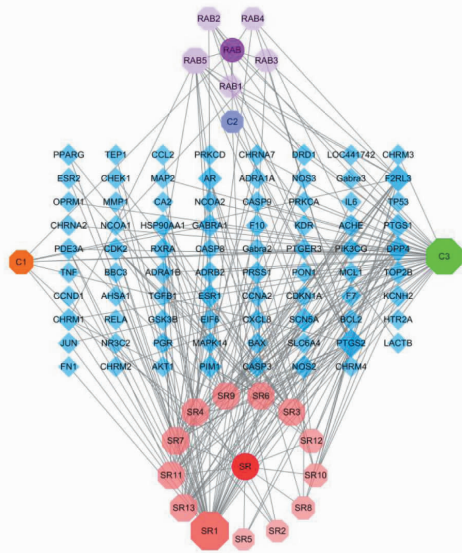 RAB2 RAB4
RAB
RAB5 RAB3
RAB1
C2
PPARG TEP1 CCL2 PRKCD CHRNA7 DRD1 LOC441742 CHRM3
ESR2 CHEK1 MAP2 AR ADRA1A NOS3 Gabra3 F2RL3
OPRM1 MMP1 CA2 NCOA2 CASP9 PRKCA IL6 TP53
CHRNA2 NCOA1 HSP90AA1 GABRA1 F10 KDR ACHE PTGS1
PDE3A CDK2 RXRA CASP8 Gabra2 PTGER3 PIK3CG DPP4
C1 C3
TNF BBC3 ADRA1B ADRB2 PRSS1 PON1 MCL1 TOP2B
CCND1 AHSA1 TGFB1 ESR1 CCNA2 CDKN1A F7 KCNH2
CHRM1 RELA GSK3B EIF6 CXCL8 SCN5A BCL2 HTR2A
JUN NR3C2 PGR MAPK14 BAX SLC6A4 PTGS2 LACTB
FN1 CHRM2 AKT1 PIM1 CASP3 NOS2 CHRM4
SR9 SR6
SR4 SR3
SR7 SR12
SR
SR11 SR10
SR13 SR8
SR1 SR5 SR2